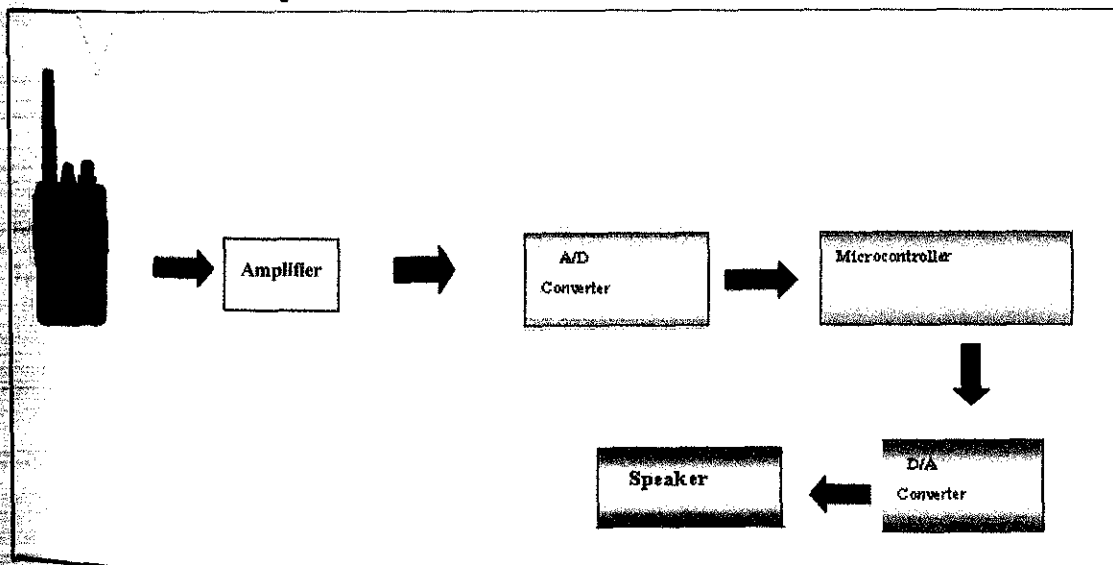 Amplifier
A/D
Converter
Microcontroller
D/A
Converter
Speaker